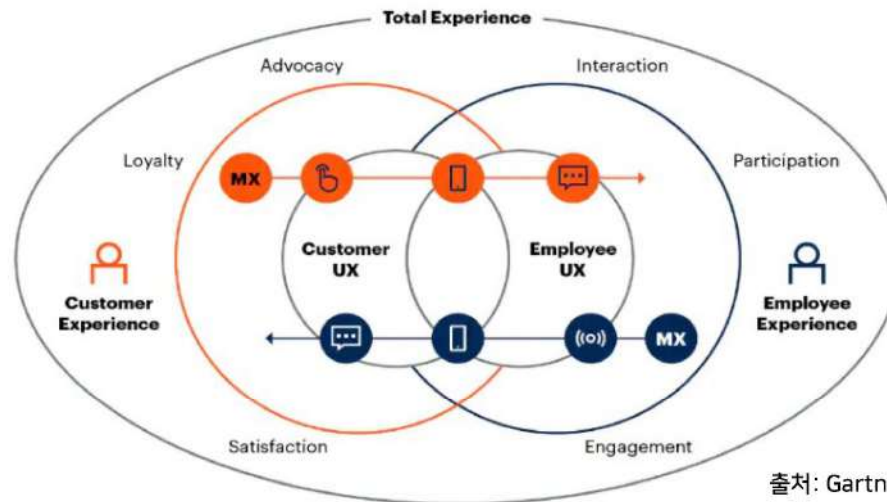 Total Experience
Advocacy
Interaction
Loyalty
Participation
MX
Customer
UX
Employee
UX
Customer
Experience
Employee
Experience
MX
Satisfaction
Engagement
출처: Gartn